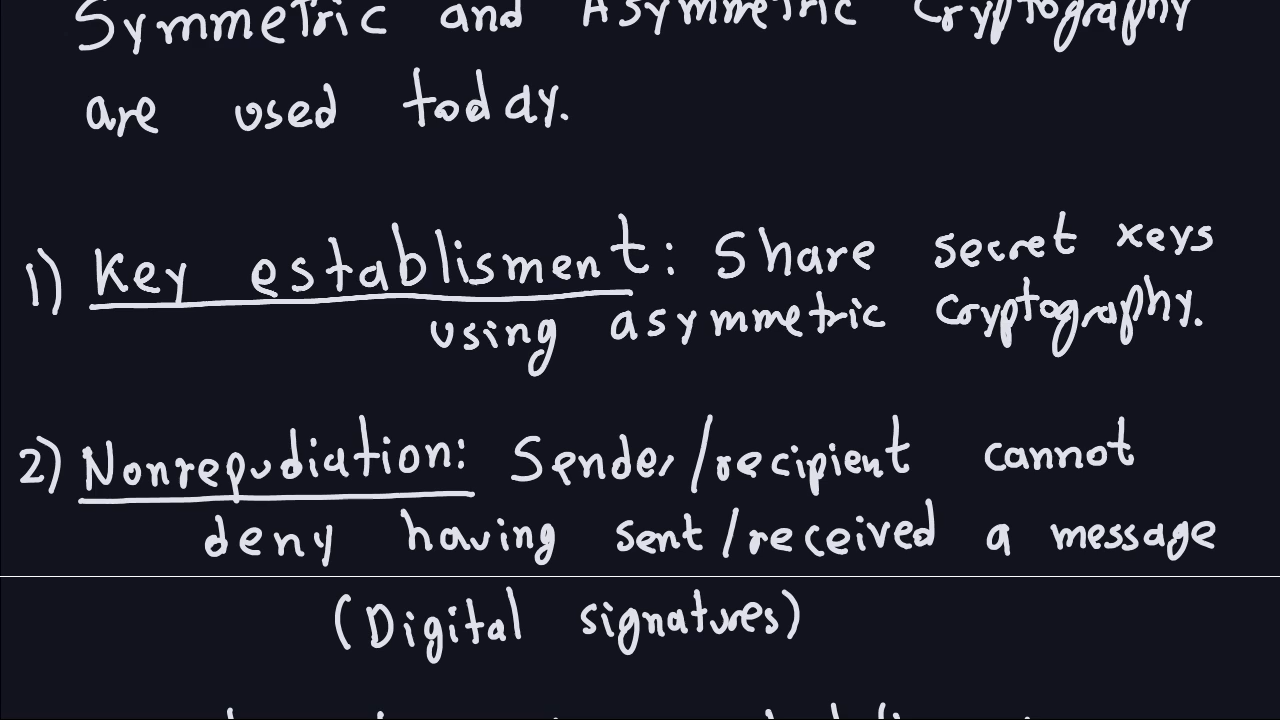 Symmetric and Asymmetric Cryptography
are used today.
1) Key establisment: Share secret keys
using asymmetric cryptography.
2) Nonrepudiation: Sender/recipient cannot
deny having sent/received a message
(Digital signatures)